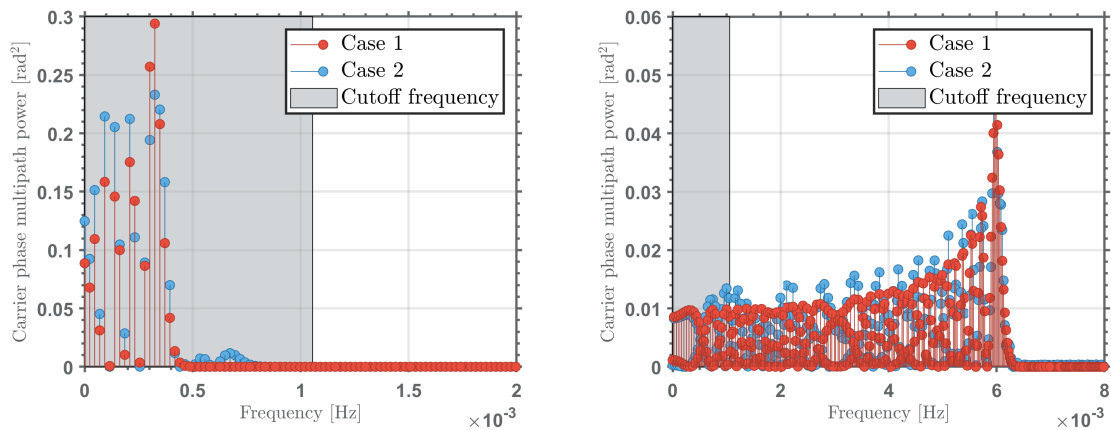 Carrier phase multipath power [rad²]
0.3
0.25
0.2
0.15
0.1
0.05
0
Case 1
Case 2
Cutoff frequency
0 0.5 1 1.5 2
Frequency [Hz]
×10⁻³
Carrier phase multipath power [rad²]
0.06
0.05
0.04
0.03
0.02
0.01
0
Case 1
Case 2
Cutoff frequency
0 2 4 6 8
Frequency [Hz]
×10⁻³